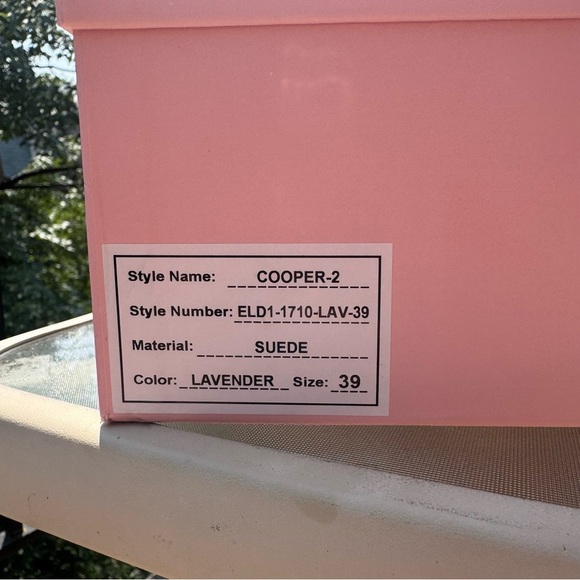 Style Name: COOPER-2
Style Number: ELD1-1710-LAV-39
Material: SUEDE
Color: LAVENDER Size: 39